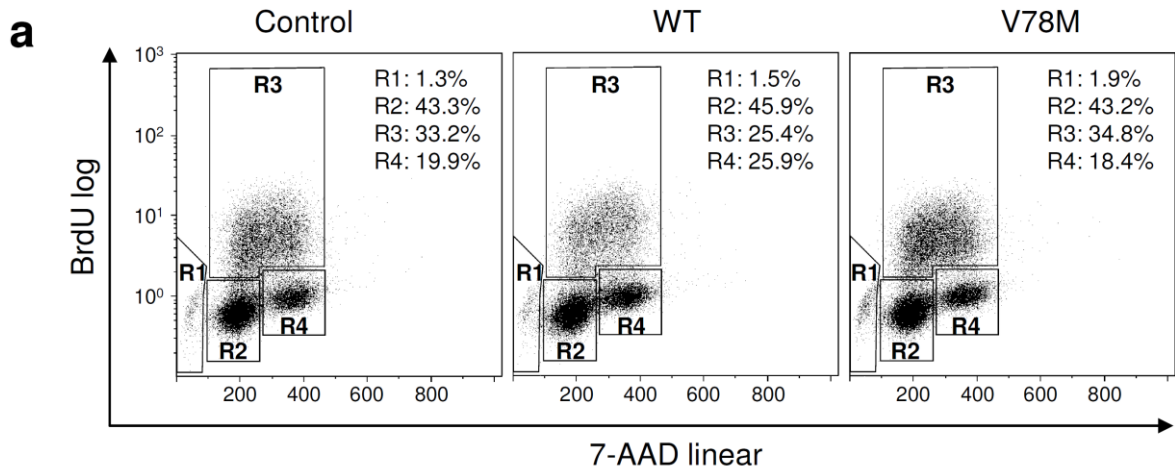 a
Control
WT
V78M
BrdU log
10³
10²
10¹
10⁰
R3
R1: 1.3%
R2: 43.3%
R3: 33.2%
R4: 19.9%
R1
R2
R4
200 400 600 800
R3
R1: 1.5%
R2: 45.9%
R3: 25.4%
R4: 25.9%
R1
R2
R4
200 400 600 800
R3
R1: 1.9%
R2: 43.2%
R3: 34.8%
R4: 18.4%
R1
R2
R4
200 400 600 800
7-AAD linear